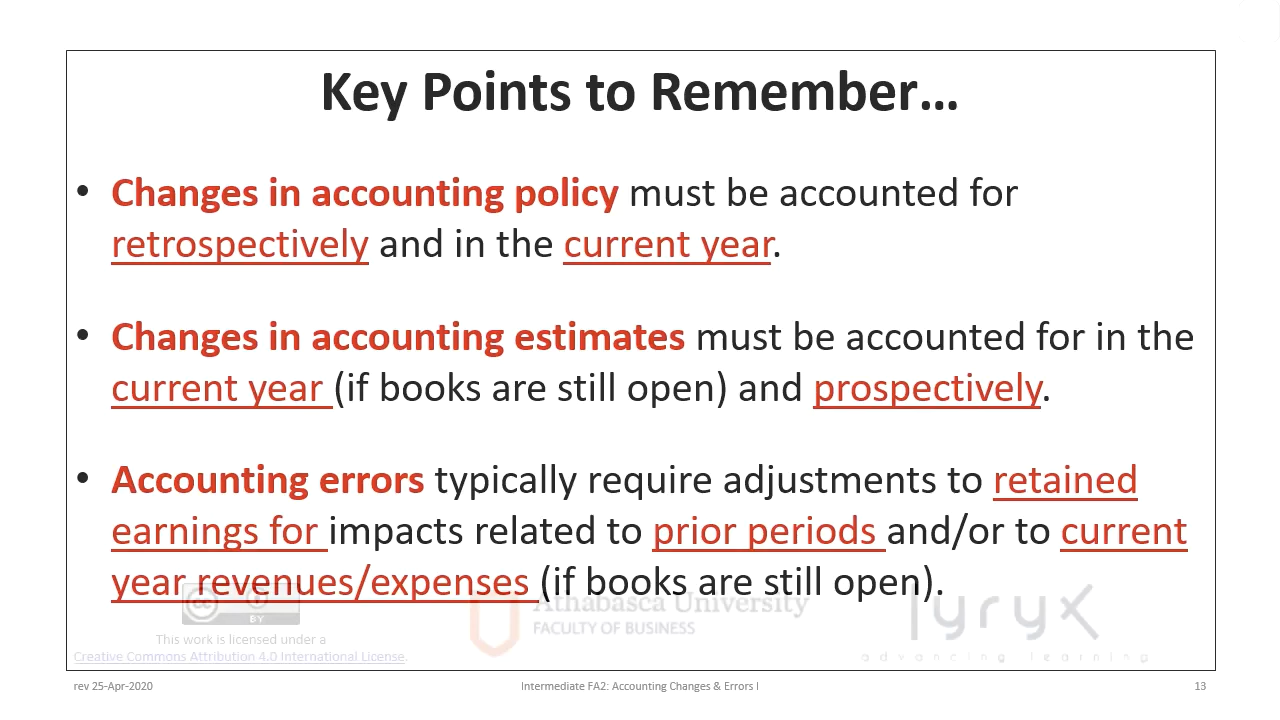 Key Points to Remember…
• Changes in accounting policy must be accounted for
retrospectively and in the current year.
• Changes in accounting estimates must be accounted for in the
current year (if books are still open) and prospectively.
• Accounting errors typically require adjustments to retained
earnings for impacts related to prior periods and/or to current
year revenues/expenses (if books are still open).
BY
This work is licensed under a
Creative Commons Attribution 4.0 International License.
Athabasca University
FACULTY OF BUSINESS
lyryx
advancing learning
rev 25-Apr-2020
Intermediate FA2: Accounting Changes & Errors I
13